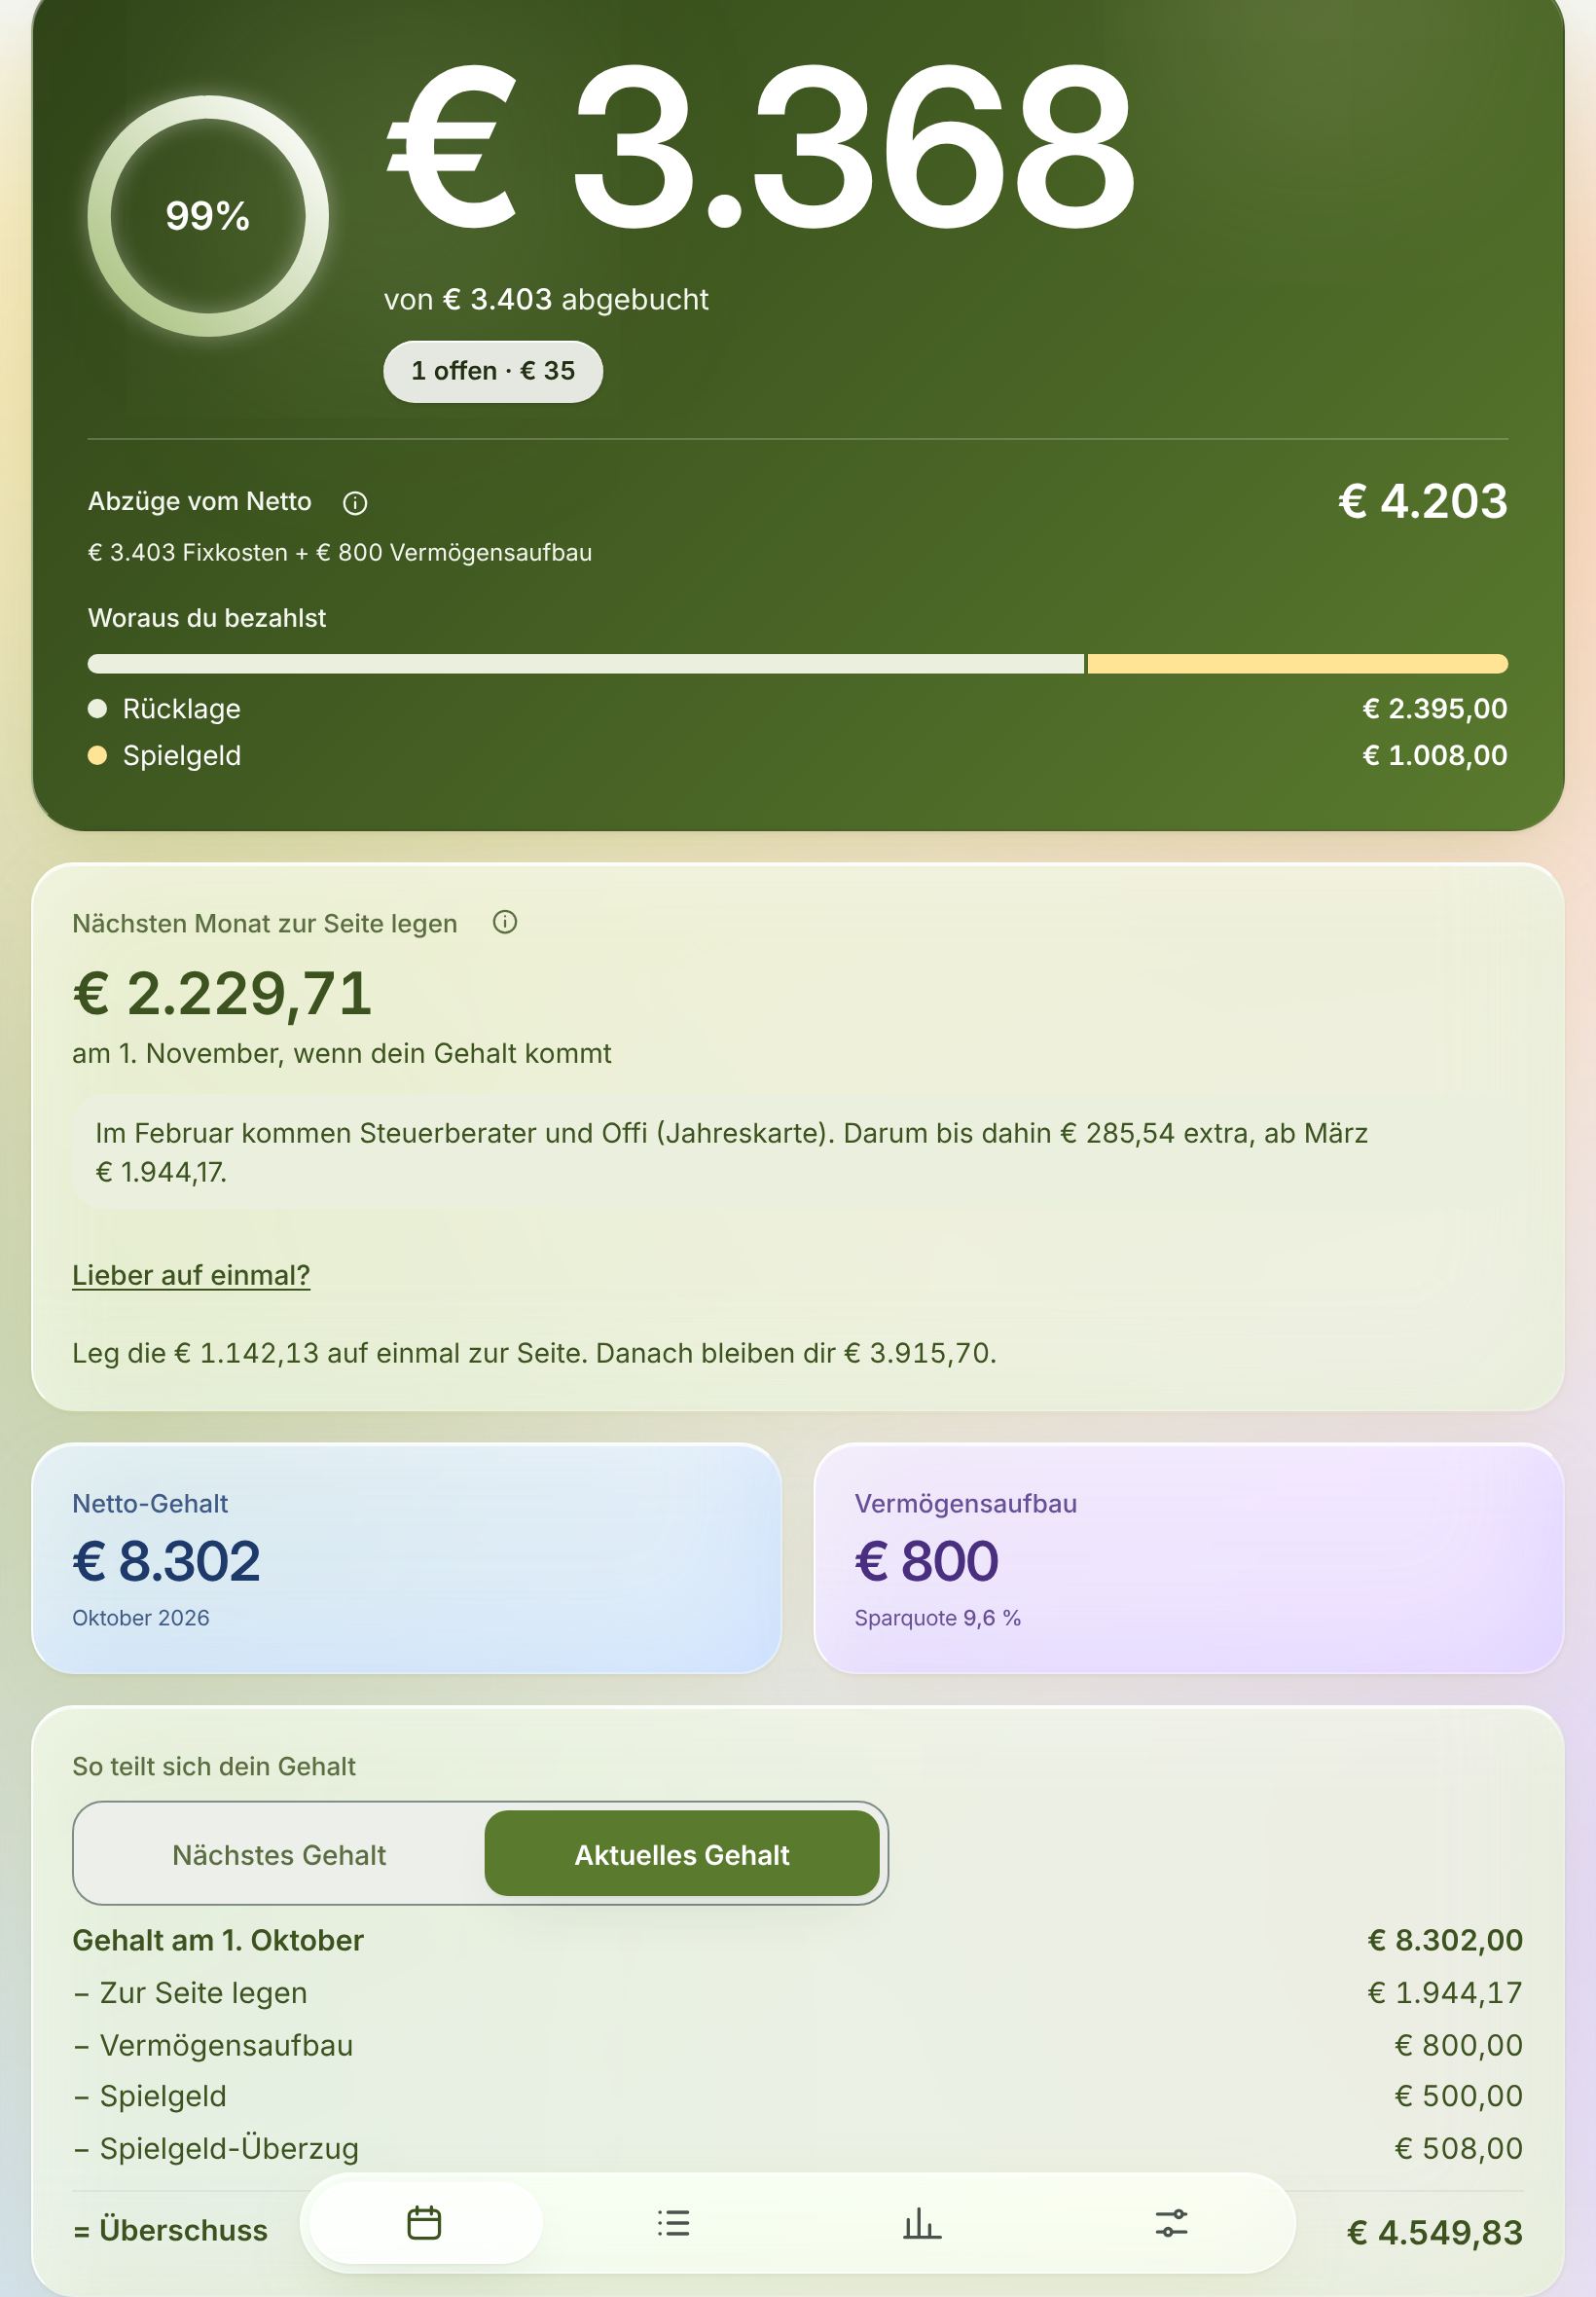 99%
€ 3.368
von € 3.403 abgebucht
1 offen · € 35
Abzüge vom Netto
€ 4.203
€ 3.403 Fixkosten + € 800 Vermögensaufbau
Woraus du bezahlst
Rücklage € 2.395,00
Spielgeld € 1.008,00
Nächsten Monat zur Seite legen
€ 2.229,71
am 1. November, wenn dein Gehalt kommt
Im Februar kommen Steuerberater und Offi (Jahreskarte). Darum bis dahin € 285,54 extra, ab März
€ 1.944,17.
Lieber auf einmal?
Leg die € 1.142,13 auf einmal zur Seite. Danach bleiben dir € 3.915,70.
Netto-Gehalt
€ 8.302
Oktober 2026
Vermögensaufbau
€ 800
Sparquote 9,6 %
So teilt sich dein Gehalt
Nächstes Gehalt Aktuelles Gehalt
Gehalt am 1. Oktober € 8.302,00
– Zur Seite legen € 1.944,17
– Vermögensaufbau € 800,00
– Spielgeld € 500,00
– Spielgeld-Überzug € 508,00
= Überschuss € 4.549,83